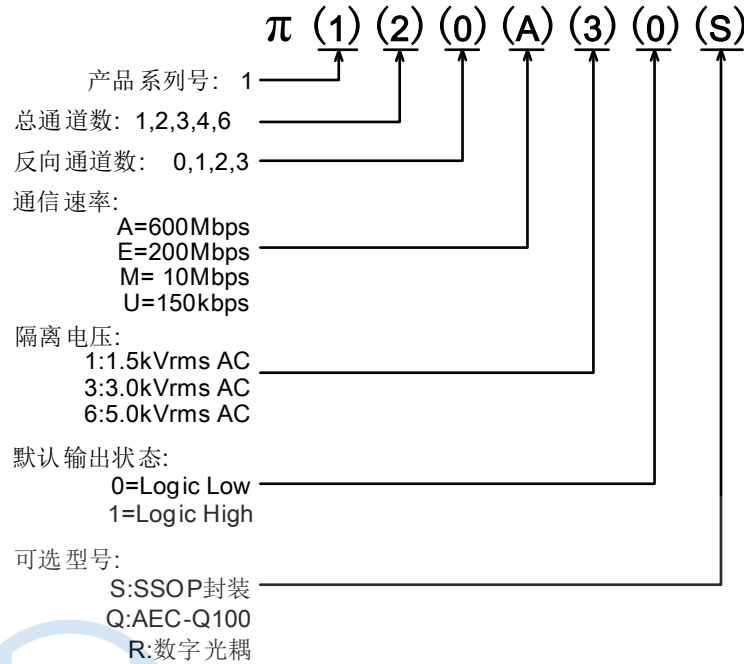 π (1) (2) (0) (A) (3) (0) (S)
产品系列号: 1
总通道数: 1,2,3,4,6
反向通道数: 0,1,2,3
通信速率:
A=600Mbps
E=200Mbps
M= 10Mbps
U=150kbps
隔离电压:
1:1.5kVrms AC
3:3.0kVrms AC
6:5.0kVrms AC
默认输出状态:
0=Logic Low
1=Logic High
可选型号:
S:SSOP封装
Q:AEC-Q100
R:数字光耦